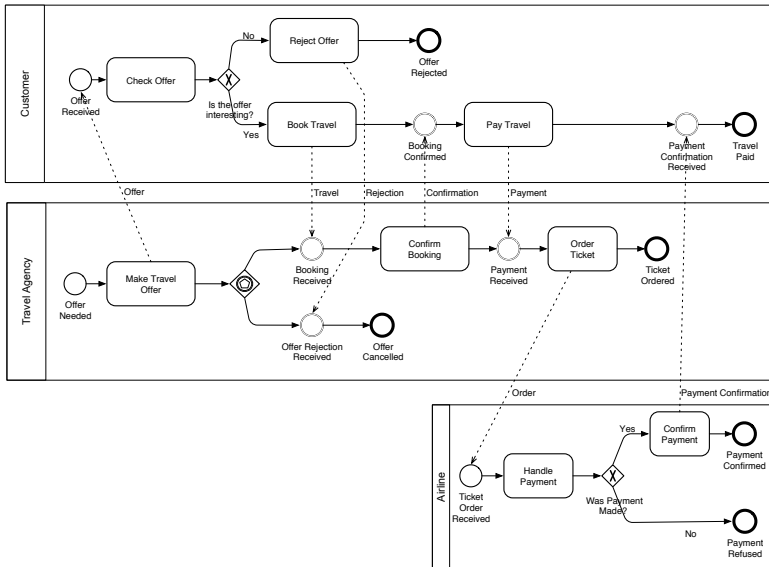 Customer
Offer
Received
Check Offer
Is the offer
interesting?
No
Yes
Reject Offer
Offer
Rejected
Book Travel
Booking
Confirmed
Pay Travel
Payment
Confirmation
Received
Travel
Paid
Offer
Travel
Rejection
Confirmation
Payment
Travel Agency
Offer
Needed
Make Travel
Offer
Booking
Received
Confirm
Booking
Payment
Received
Order
Ticket
Ticket
Ordered
Offer Rejection
Received
Offer
Cancelled
Order
Payment Confirmation
Airline
Ticket
Order
Received
Handle
Payment
Was Payment
Made?
Yes
No
Confirm
Payment
Payment
Confirmed
Payment
Refused